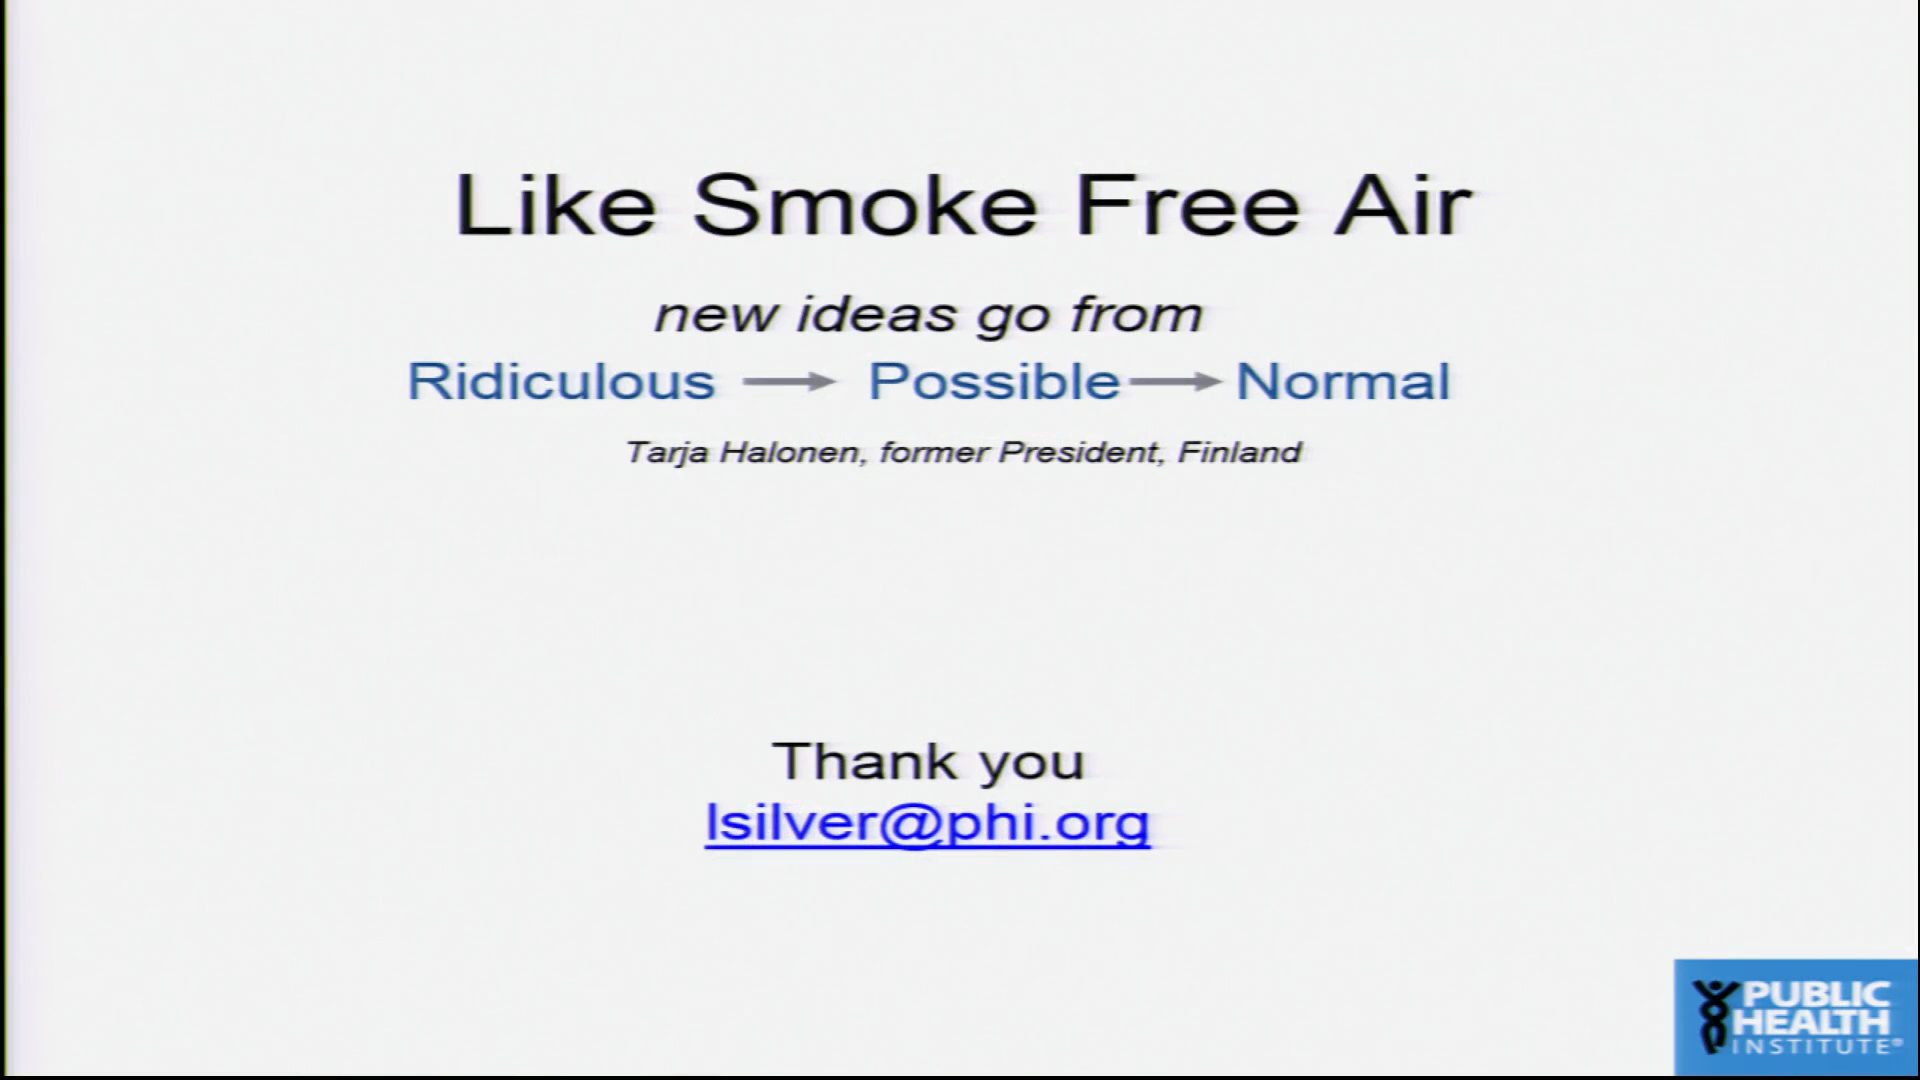 Like Smoke Free Air
new ideas go from
Ridiculous → Possible → Normal
Tarja Halonen, former President, Finland
Thank you
lsilver@phi.org
PUBLIC
HEALTH
INSTITUTE®